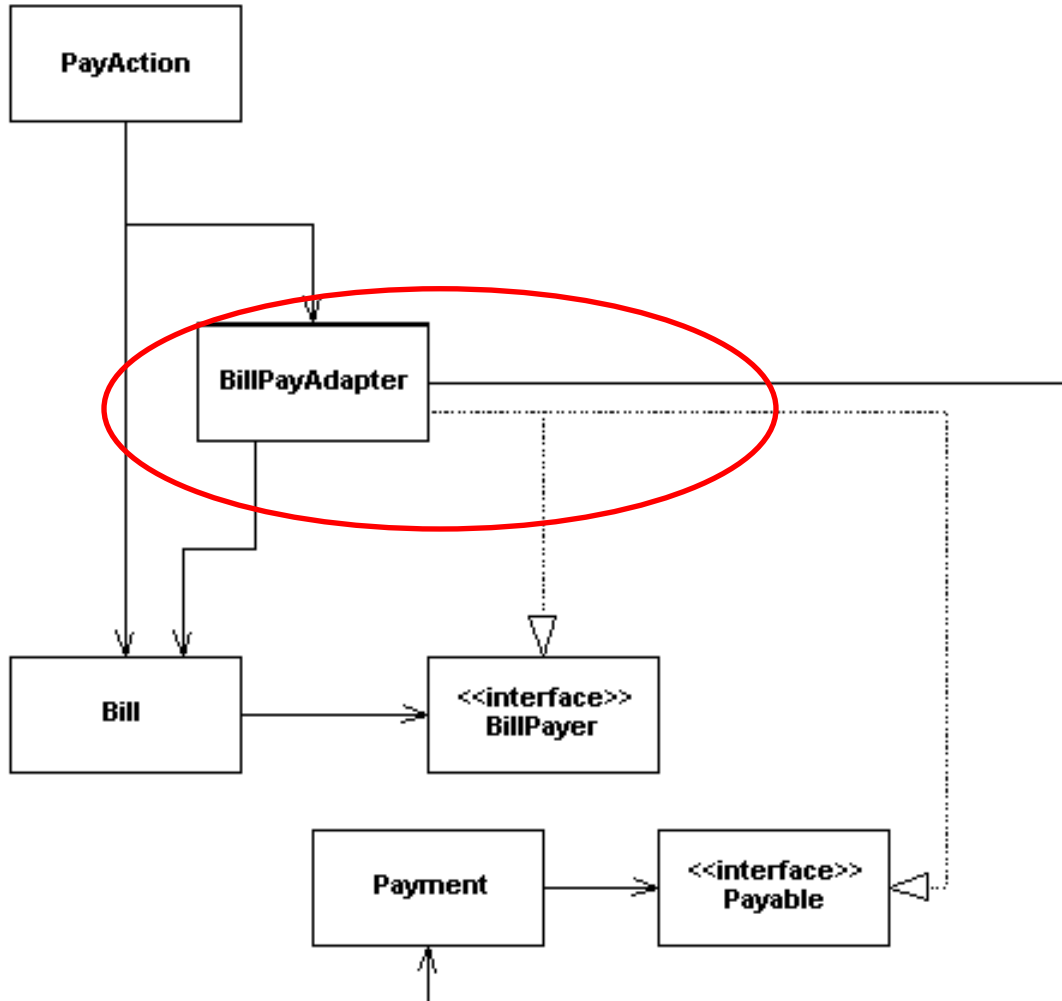 PayAction
BillPayAdapter
Bill
<<interface>>
BillPayer
Payment
<<interface>>
Payable